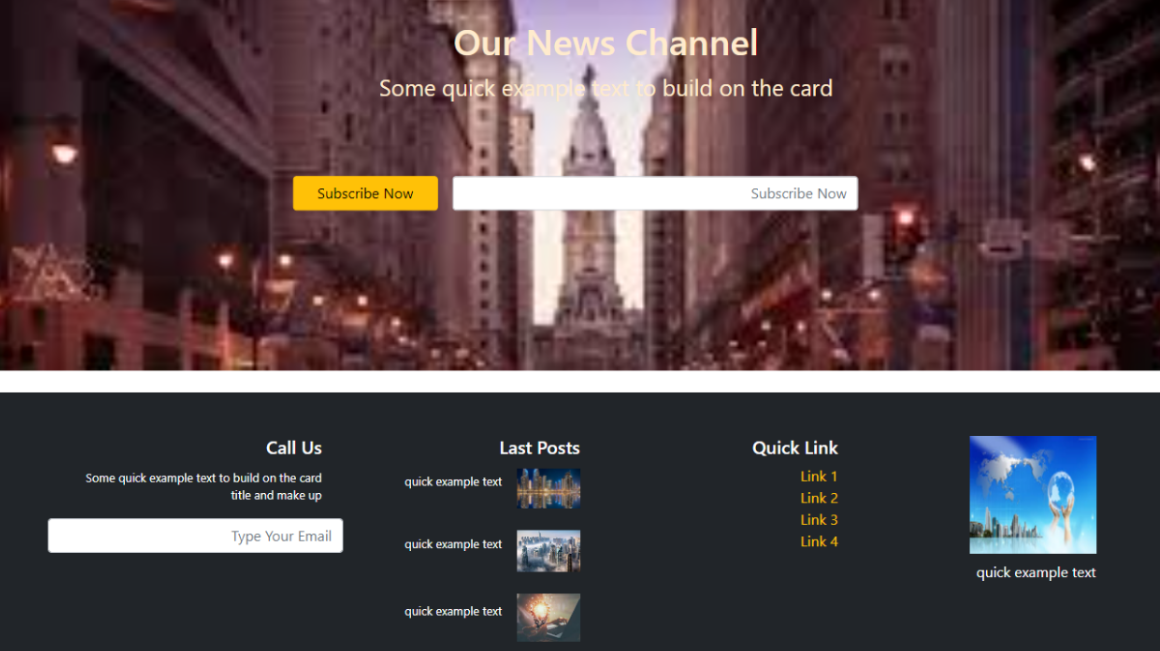 Our News Channel
Some quick example text to build on the card
Subscribe Now
Subscribe Now
Call Us
Some quick example text to build on the card
title and make up
Type Your Email
Last Posts
quick example text
quick example text
quick example text
Quick Link
Link 1
Link 2
Link 3
Link 4
quick example text